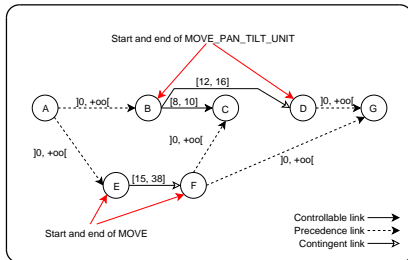 Start and end of MOVE_PAN_TILT_UNIT
[12, 16]
A
]0, +oo[
B
[8, 10]
C
D
]0, +oo[
G
]0, +oo[
]0, +oo[
]0, +oo[
E
[15, 38]
F
Start and end of MOVE
Controllable link
Precedence link
Contingent link